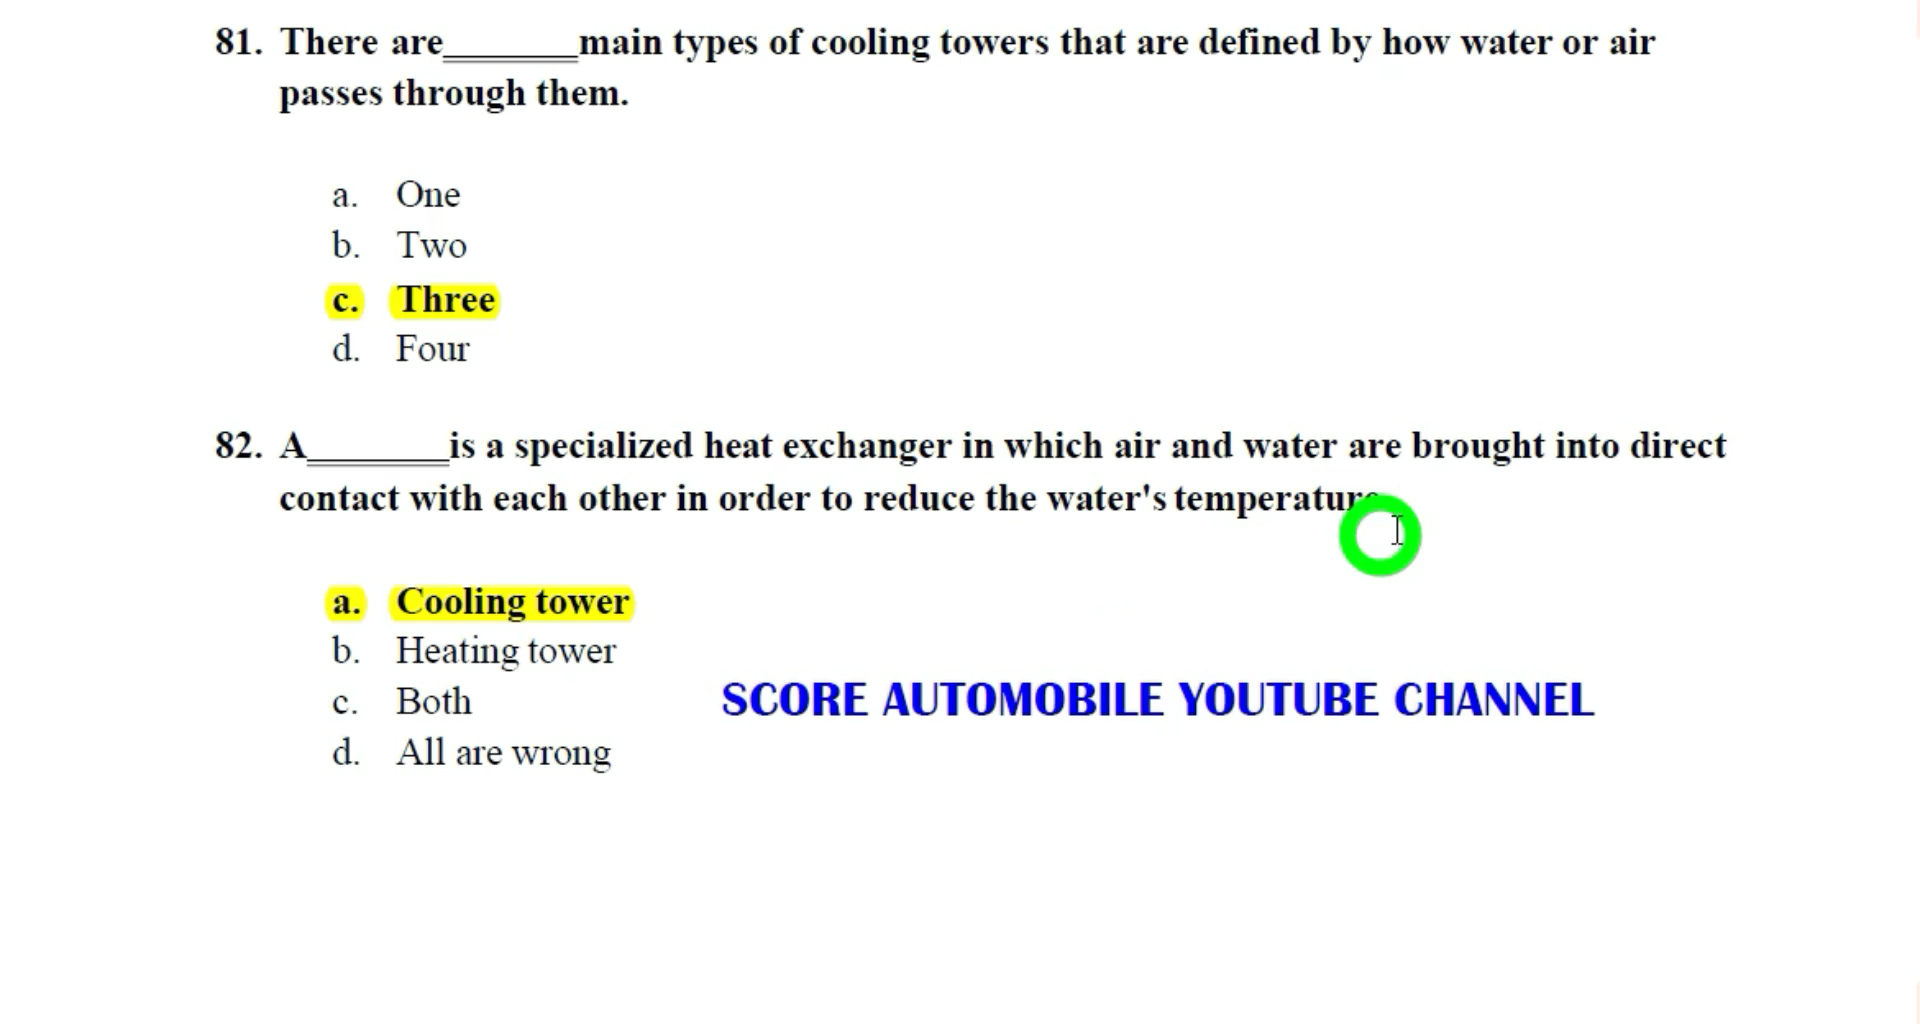 81. There are______main types of cooling towers that are defined by how water or air
passes through them.
a. One
b. Two
c. Three
d. Four
82. A______is a specialized heat exchanger in which air and water are brought into direct
contact with each other in order to reduce the water's temperature
a. Cooling tower
b. Heating tower
c. Both
d. All are wrong
SCORE AUTOMOBILE YOUTUBE CHANNEL